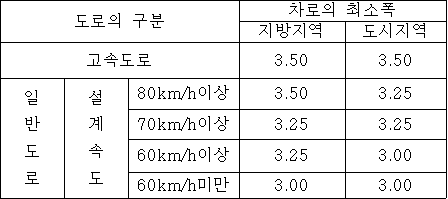 도로의 구분 차로의 최소폭
지방지역 도시지역
고속도로 3.50 3.50
일반도로 설계속도 80km/h이상 3.50 3.25
70km/h이상 3.25 3.25
60km/h이상 3.25 3.00
60km/h미만 3.00 3.00